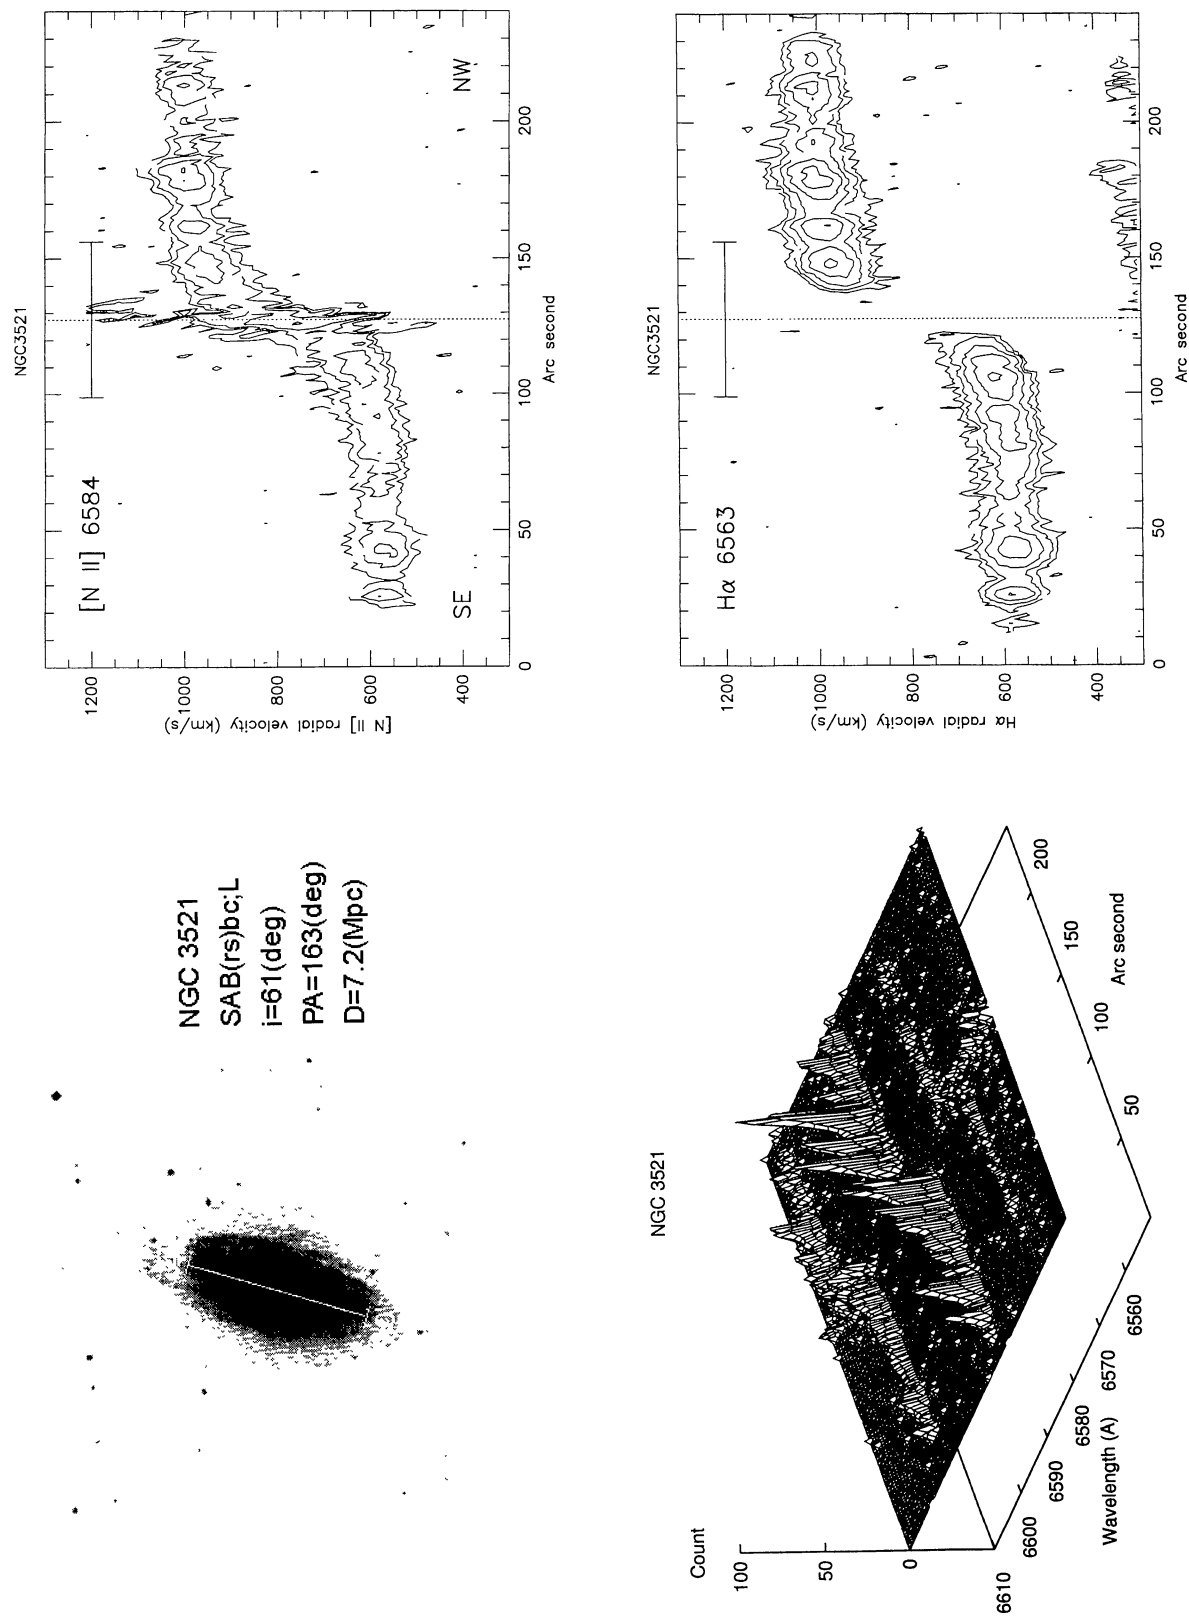 NGC 3521
SAB(rs)bc;L
i=61(deg)
PA=163(deg)
D=7.2(Mpc)
NGC3521
[N II] 6584
SE
NW
[N II] radial velocity (km/s)
1200
1000
800
600
400
0
50
100
150
200
Arc second
NGC 3521
Count
100
50
0
6610
6600
6590
6580
6570
6560
Wavelength (A)
50
100
150
200
Arc second
NGC3521
Hα 6563
Hα radial velocity (km/s)
1200
1000
800
600
400
0
50
100
150
200
Arc second